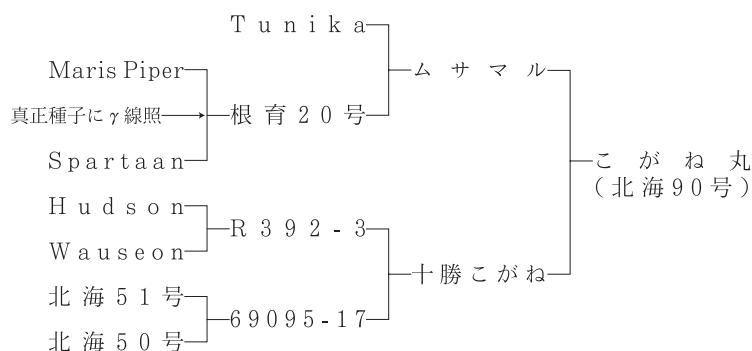 Tunika
Maris Piper
ムサマル
真正種子にγ線照
根育20号
Spartaan
こがね丸
(北海90号)
Hudson
R392-3
Wauseon
十勝こがね
北海51号
69095-17
北海50号